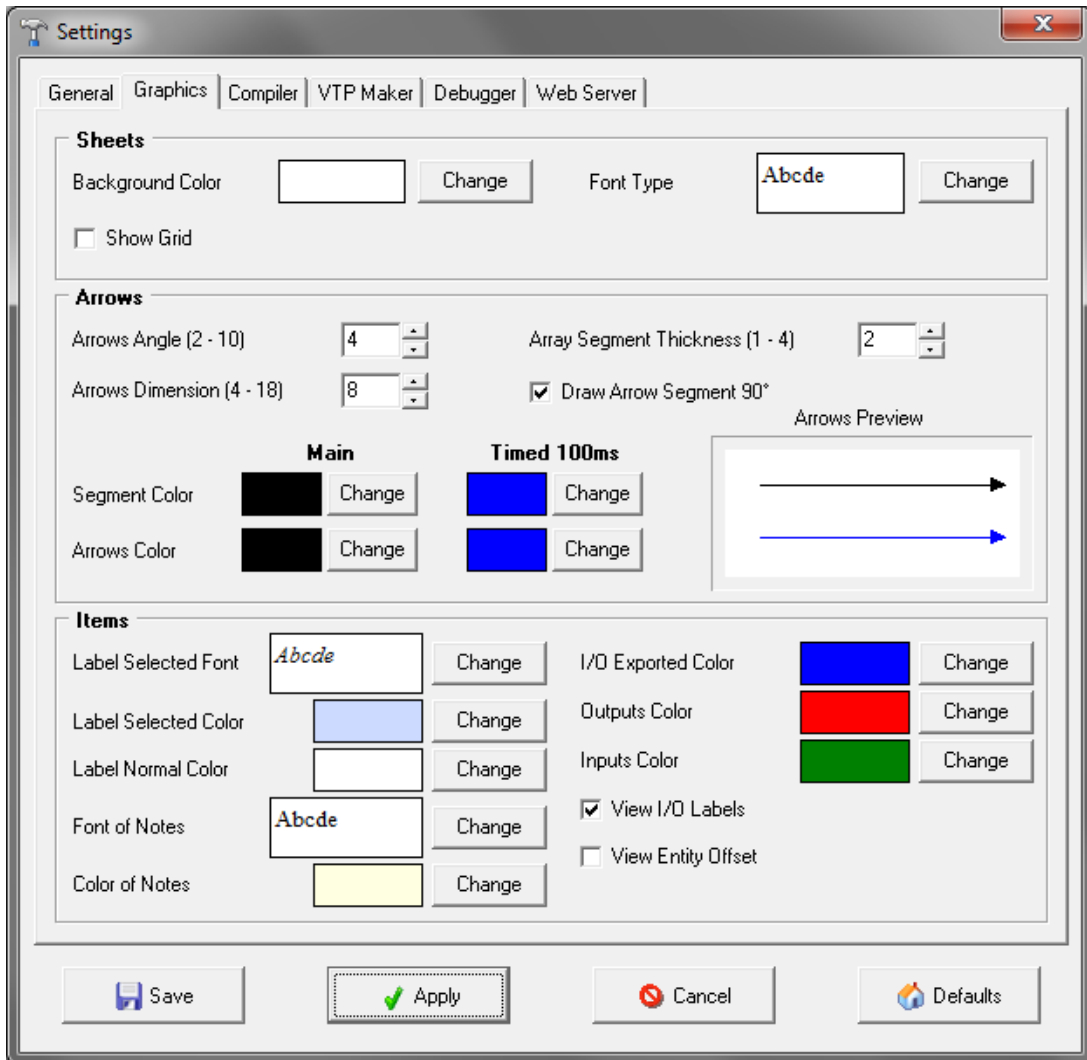 Settings
X
General Graphics Compiler VTP Maker Debugger Web Server
Sheets
Background Color Change Font Type Abcde Change
Show Grid
Arrows
Arrows Angle (2 - 10) 4 Array Segment Thickness (1 - 4) 2
Arrows Dimension (4 - 18) 8 Draw Arrow Segment 90°
Arrows Preview
Main Timed 100ms
Segment Color Change Change
Arrows Color Change Change
Items
Label Selected Font Abcde Change I/O Exported Color Change
Label Selected Color Change Outputs Color Change
Label Normal Color Change Inputs Color Change
View I/O Labels
Font of Notes Abcde Change
View Entity Offset
Color of Notes Change
Save Apply Cancel Defaults